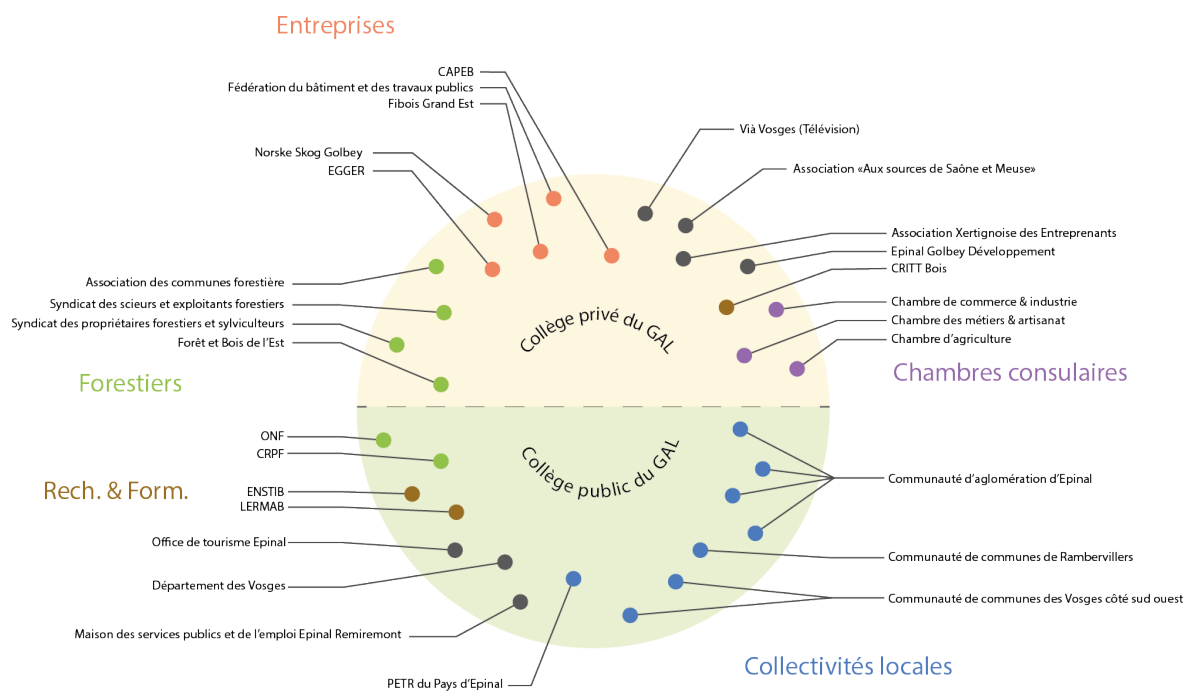 Entreprises
CAPEB
Fédération du bâtiment et des travaux publics
Fibois Grand Est
Norske Skog Golbey
EGGER
Vià Vosges (Télévision)
Association «Aux sources de Saône et Meuse»
Association Xertignoise des Entreprenants
Epinal Golbey Développement
CRITT Bois
Chambre de commerce & industrie
Chambre des métiers & artisanat
Chambre d'agriculture
Chambres consulaires
Association des communes forestière
Syndicat des scieurs et exploitants forestiers
Syndicat des propriétaires forestiers et sylviculteurs
Forêt et Bois de l'Est
Forestiers
Collège privé du GAL
Collège public du GAL
ONF
CRPF
Rech. & Form.
ENSTIB
LERMAB
Office de tourisme Epinal
Département des Vosges
Maison des services publics et de l'emploi Epinal Remiremont
PETR du Pays d'Epinal
Communauté d'aglomération d'Epinal
Communauté de communes de Rambervillers
Communauté de communes des Vosges côté sud ouest
Collectivités locales